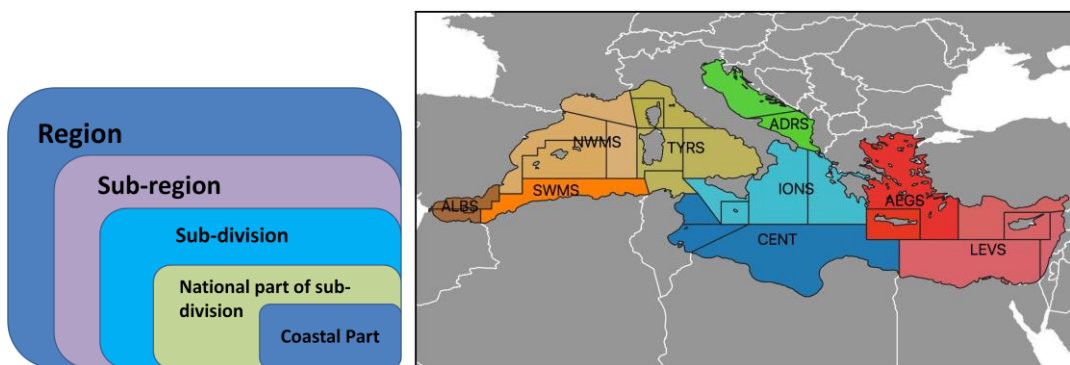 Region
Sub-region
Sub-division
National part of sub-
division
Coastal Part
ADRS
NWMS
TYRS
SWMS
IONS
ALBS
AEGS
CENT
LEVS